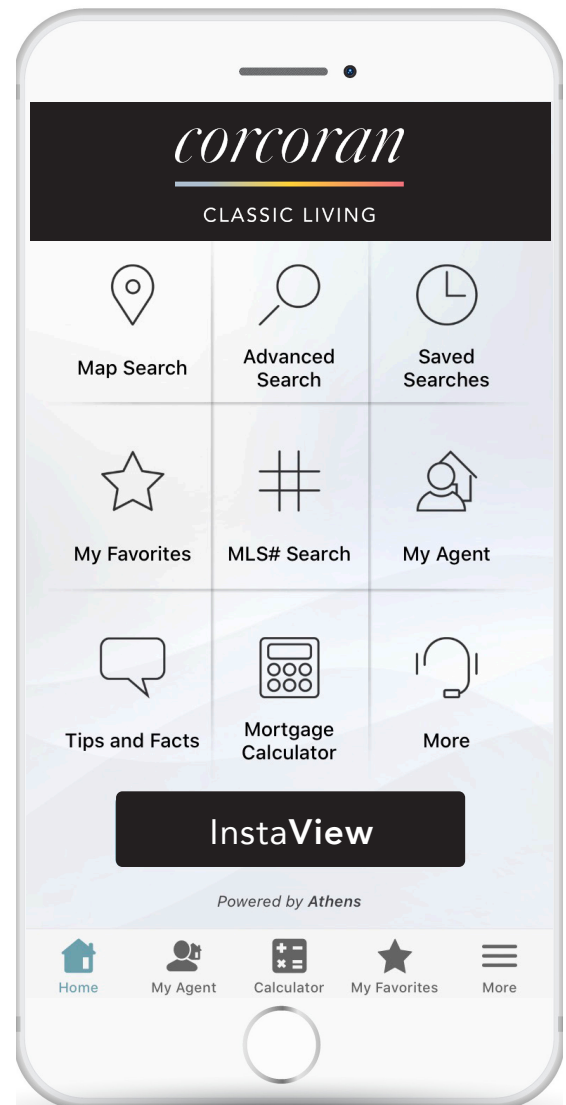 corcoran
CLASSIC LIVING
Map Search
Advanced
Search
Saved
Searches
My Favorites
MLS# Search
My Agent
Tips and Facts
Mortgage
Calculator
More
InstaView
Powered by Athens
Home
My Agent
Calculator
My Favorites
More